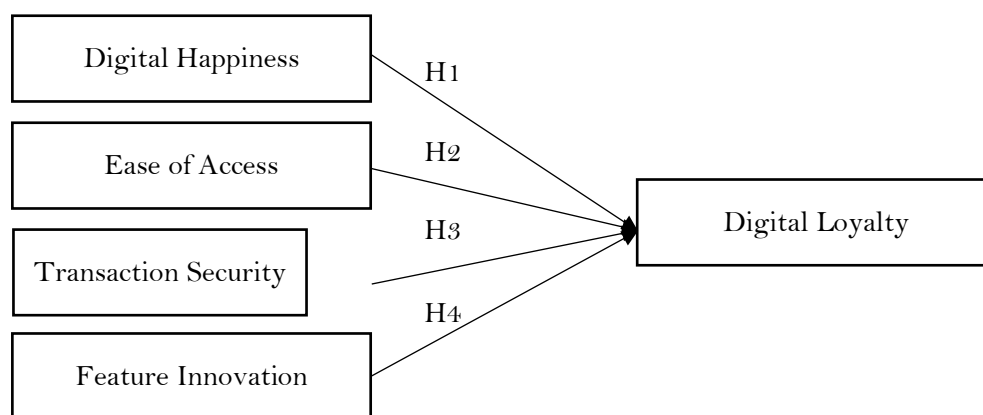 Digital Happiness
H1
Ease of Access
H2
Digital Loyalty
H3
Transaction Security
H4
Feature Innovation